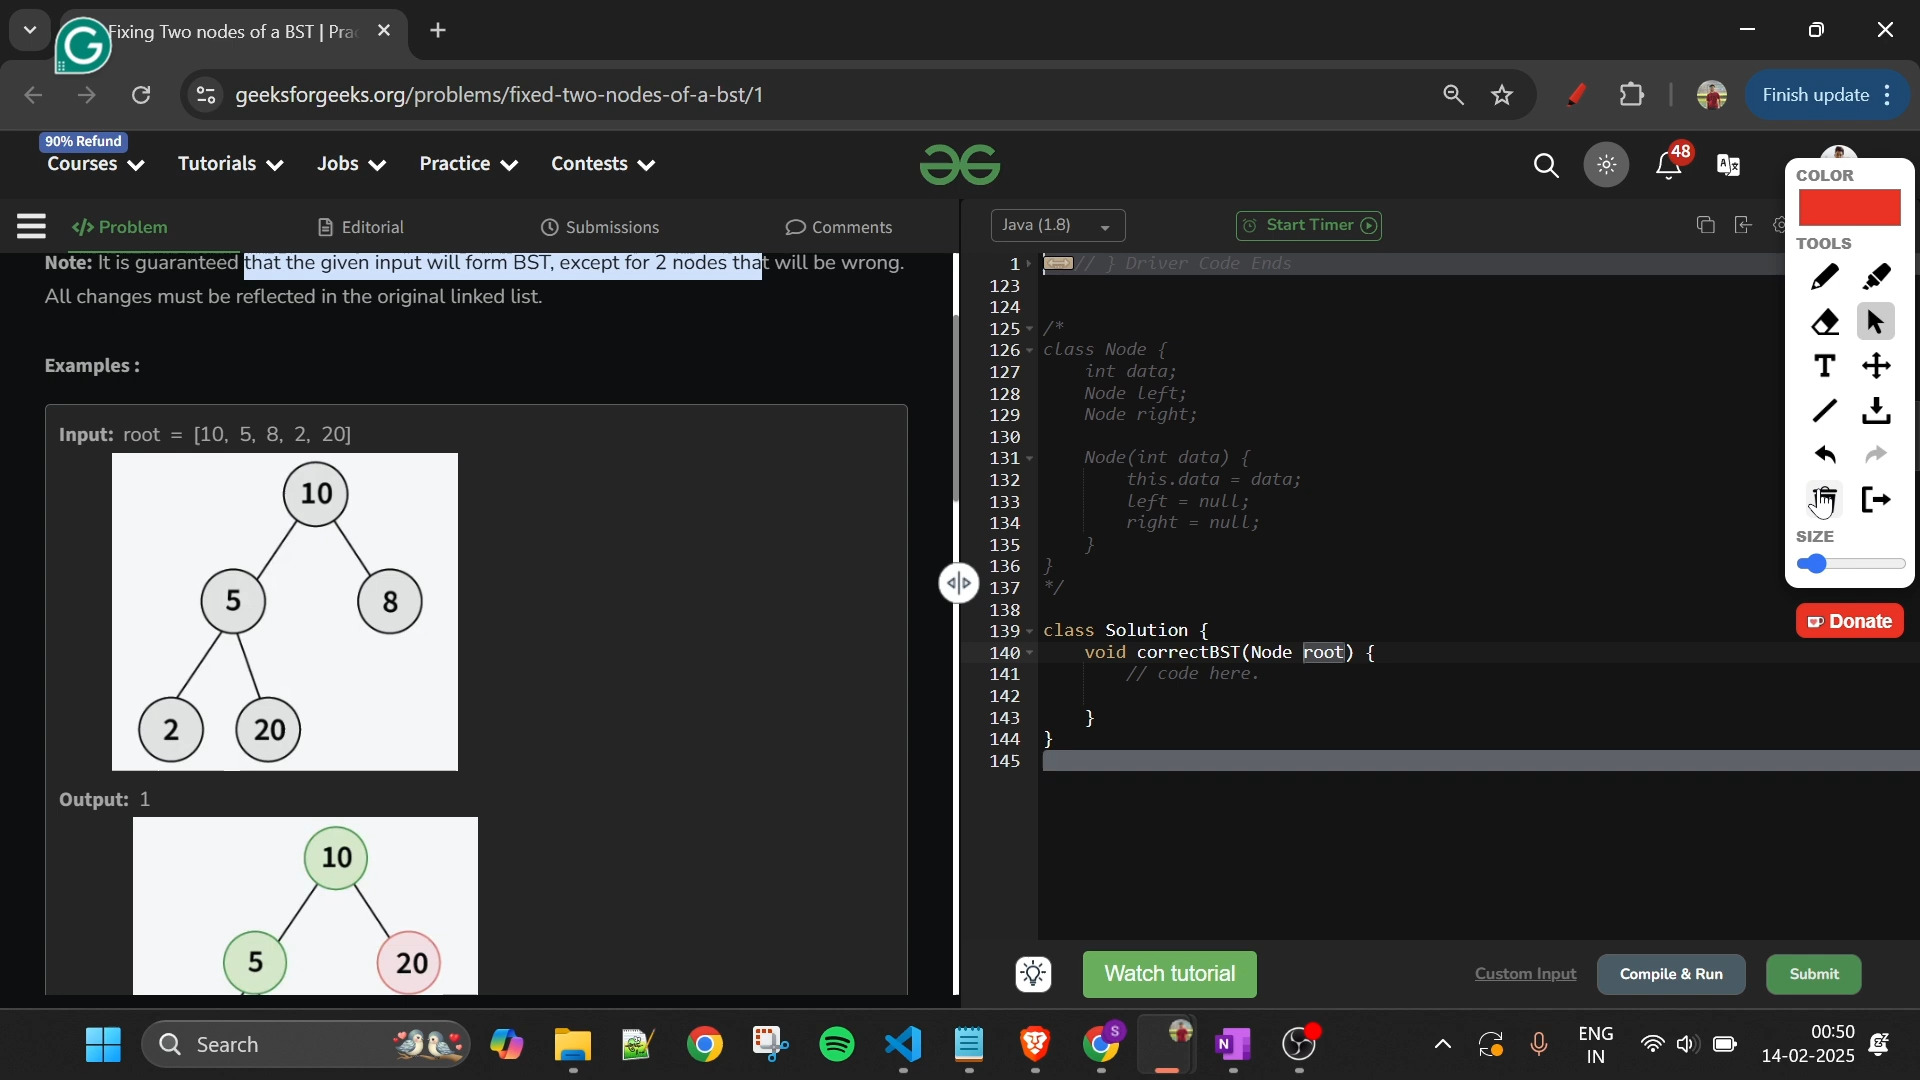 Fixing Two nodes of a BST | Prac
geeksforgeeks.org/problems/fixed-two-nodes-of-a-bst/1
Finish update
90% Refund
Courses
Tutorials
Jobs
Practice
Contests
48
COLOR
TOOLS
T
SIZE
Donate
</> Problem
Editorial
Submissions
Comments
Java (1.8)
Start Timer
Note: It is guaranteed that the given input will form BST, except for 2 nodes that will be wrong.
All changes must be reflected in the original linked list.
Examples :
Input: root = [10, 5, 8, 2, 20]
10
5
8
2
20
Output: 1
10
5
20
1 // } Driver Code Ends
123
124
125 /*
126 class Node {
127 int data;
128 Node left;
129 Node right;
130
131 Node(int data) {
132 this.data = data;
133 left = null;
134 right = null;
135 }
136 }
137 */
138
139 class Solution {
140 void correctBST(Node root) {
141 // code here.
142
143 }
144 }
145
Watch tutorial
Custom Input
Compile & Run
Submit
Search
S
N
ENG
IN
00:50
14-02-2025